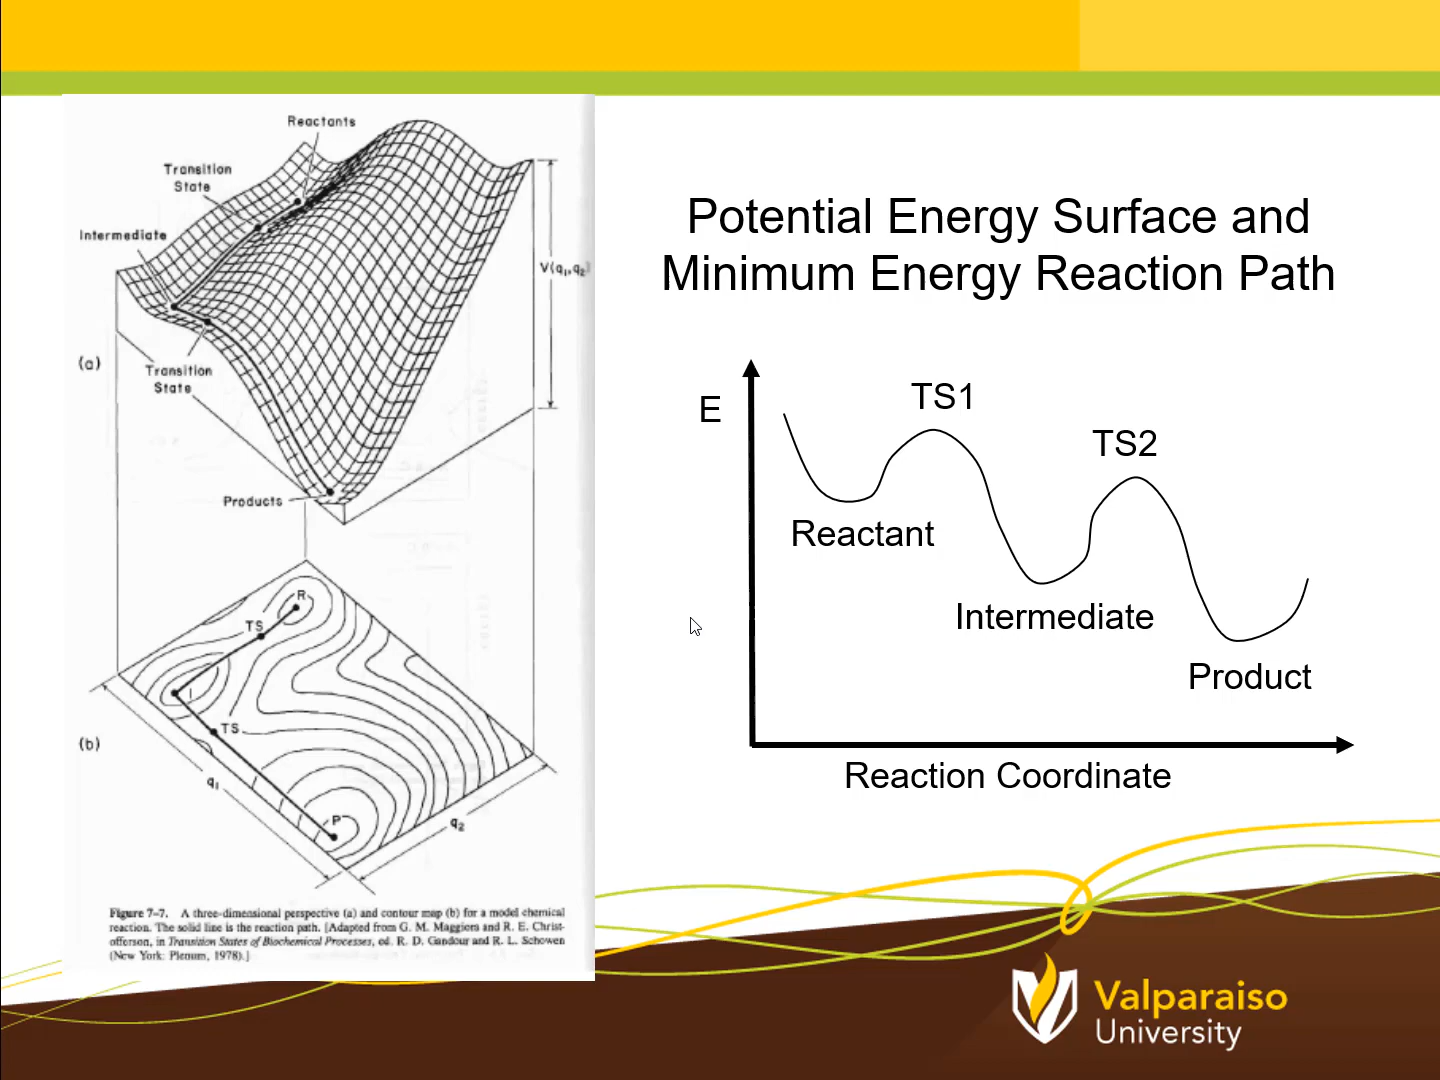 Reactants
Transition
State
Intermediate
V(q₁,q₂)
(a)
Transition
State
Products
R
TS
I
TS
(b)
q₁
P
q₂
Figure 7–7. A three-dimensional perspective (a) and contour map (b) for a model chemical
reaction. The solid line is the reaction path. [Adapted from G. M. Maggiora and R. E. Christ-
offerson, in Transition States of Biochemical Processes, ed. R. D. Gandour and R. L. Schowen
(New York: Plenum, 1978).]
Potential Energy Surface and
Minimum Energy Reaction Path
E
TS1
TS2
Reactant
Intermediate
Product
Reaction Coordinate
Valparaiso
University